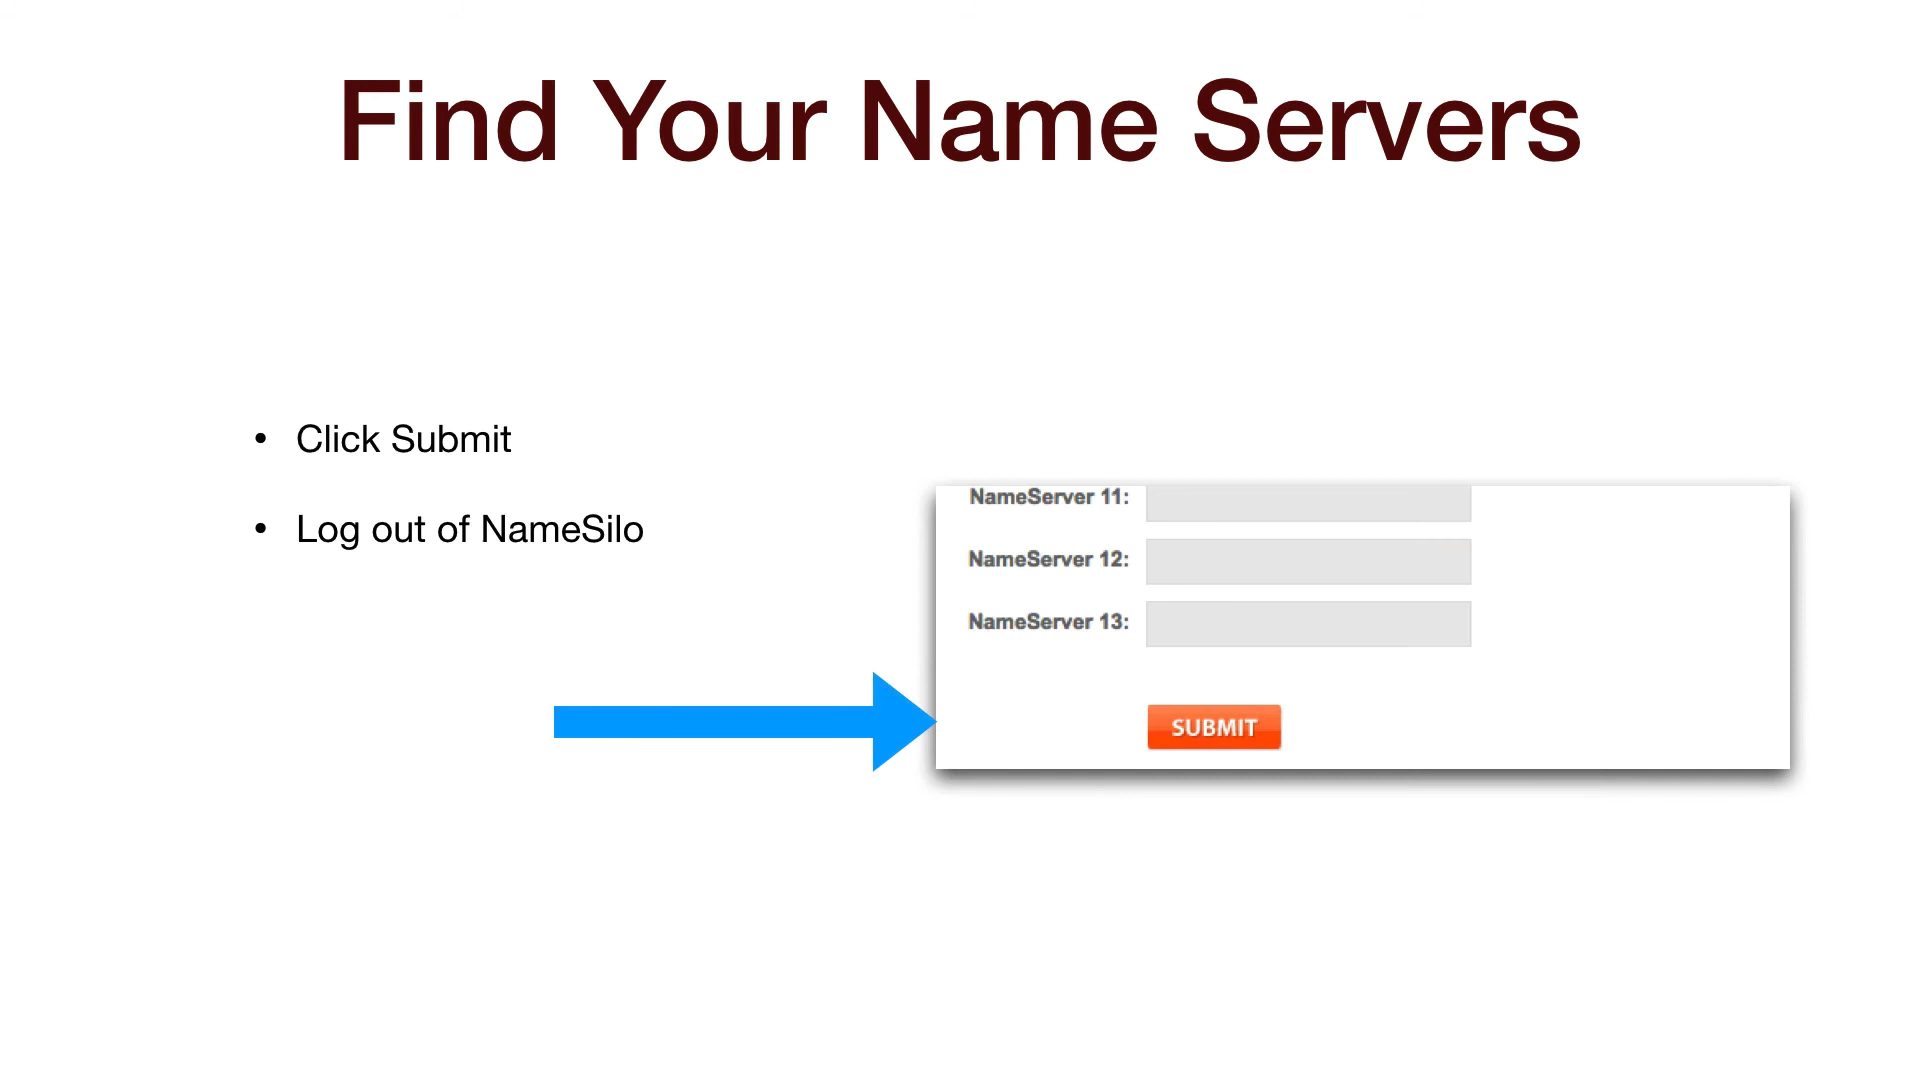 Find Your Name Servers
• Click Submit
• Log out of NameSilo
NameServer 11:
NameServer 12:
NameServer 13:
SUBMIT